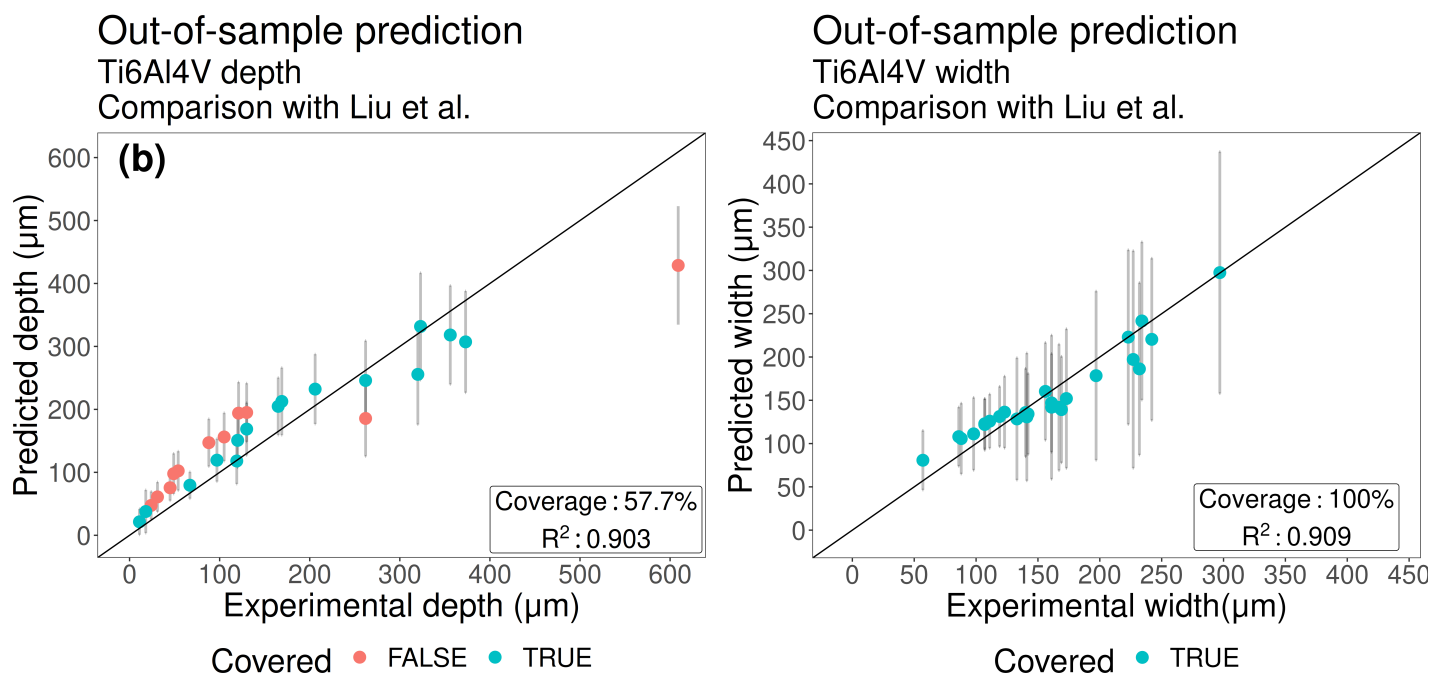 Out-of-sample prediction
Ti6Al4V depth
Comparison with Liu et al.
(b)
600
500
400
300
200
100
0
Predicted depth (μm)
Coverage : 57.7%
R² : 0.903
0 100 200 300 400 500 600
Experimental depth (μm)
Covered FALSE TRUE
Out-of-sample prediction
Ti6Al4V width
Comparison with Liu et al.
450
400
350
300
250
200
150
100
50
0
Predicted width (μm)
Coverage : 100%
R² : 0.909
0 50 100 150 200 250 300 350 400 450
Experimental width(μm)
Covered TRUE